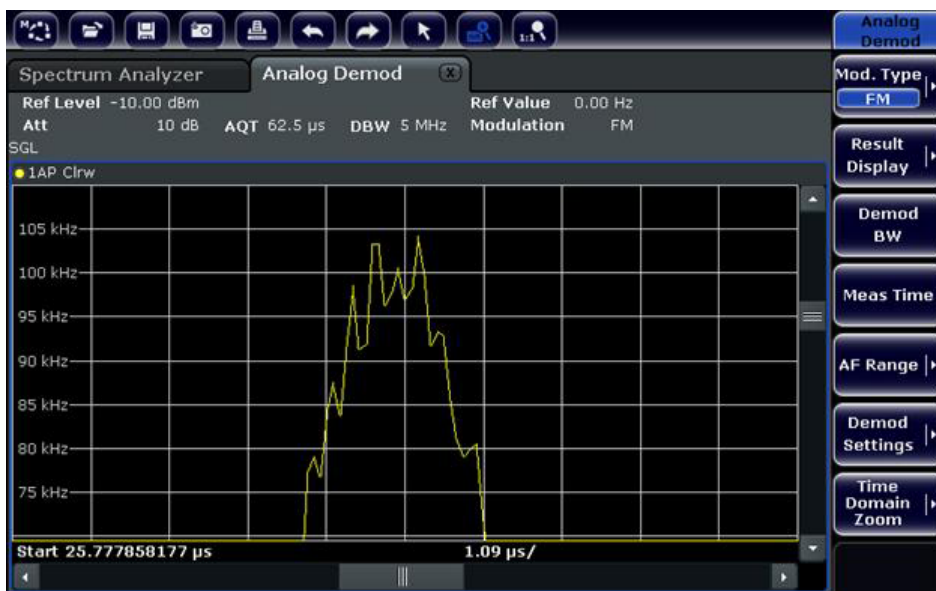 Analog
Demod
Spectrum Analyzer
Analog Demod X
Ref Level -10.00 dBm Ref Value 0.00 Hz
Att 10 dB AQT 62.5 µs DBW 5 MHz Modulation FM
SGL
1AP Clrw
105 kHz
100 kHz
95 kHz
90 kHz
85 kHz
80 kHz
75 kHz
Start 25.777858177 µs 1.09 µs/
Mod. Type
FM
Result
Display
Demod
BW
Meas Time
AF Range
Demod
Settings
Time
Domain
Zoom